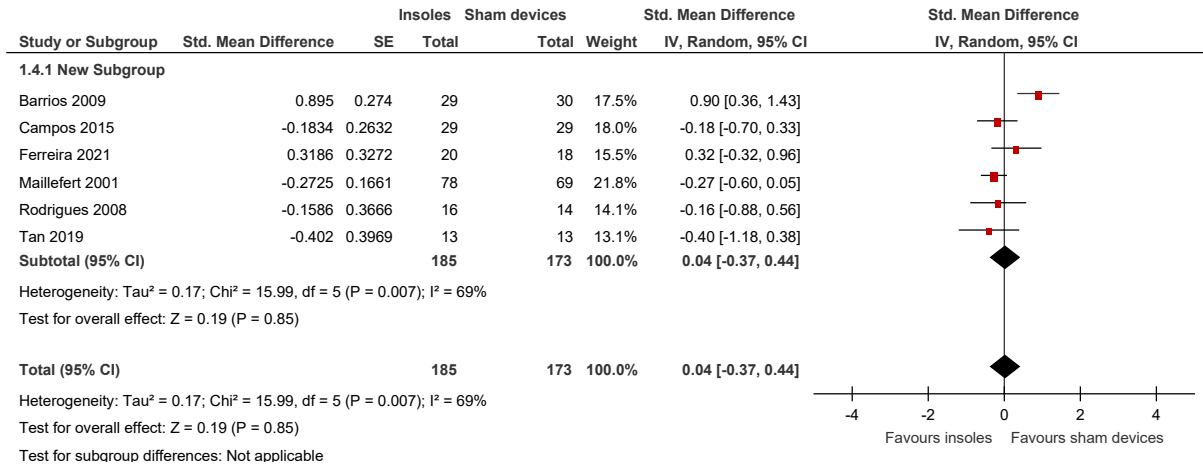 Insoles Sham devices Std. Mean Difference Std. Mean Difference
Study or Subgroup Std. Mean Difference SE Total Total Weight IV, Random, 95% CI IV, Random, 95% CI
1.4.1 New Subgroup
Barrios 2009 0.895 0.274 29 30 17.5% 0.90 [0.36, 1.43]
Campos 2015 -0.1834 0.2632 29 29 18.0% -0.18 [-0.70, 0.33]
Ferreira 2021 0.3186 0.3272 20 18 15.5% 0.32 [-0.32, 0.96]
Maillefert 2001 -0.2725 0.1661 78 69 21.8% -0.27 [-0.60, 0.05]
Rodrigues 2008 -0.1586 0.3666 16 14 14.1% -0.16 [-0.88, 0.56]
Tan 2019 -0.402 0.3969 13 13 13.1% -0.40 [-1.18, 0.38]
Subtotal (95% CI) 185 173 100.0% 0.04 [-0.37, 0.44]
Heterogeneity: Tau² = 0.17; Chi² = 15.99, df = 5 (P = 0.007); I² = 69%
Test for overall effect: Z = 0.19 (P = 0.85)
Total (95% CI) 185 173 100.0% 0.04 [-0.37, 0.44]
Heterogeneity: Tau² = 0.17; Chi² = 15.99, df = 5 (P = 0.007); I² = 69%
-4 -2 0 2 4
Test for overall effect: Z = 0.19 (P = 0.85)
Favours insoles Favours sham devices
Test for subgroup differences: Not applicable